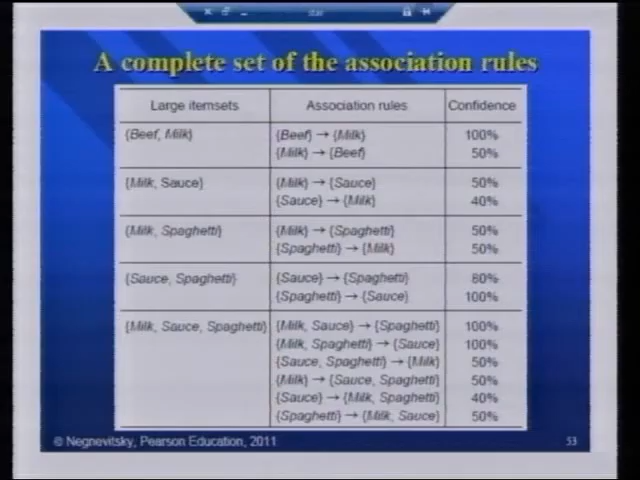 A complete set of the association rules
Large itemsets Association rules Confidence
{Beef, Milk} {Beef} → {Milk} 100%
{Milk} → {Beef} 50%
{Milk, Sauce} {Milk} → {Sauce} 50%
{Sauce} → {Milk} 40%
{Milk, Spaghetti} {Milk} → {Spaghetti} 50%
{Spaghetti} → {Milk} 50%
{Sauce, Spaghetti} {Sauce} → {Spaghetti} 80%
{Spaghetti} → {Sauce} 100%
{Milk, Sauce, Spaghetti} {Milk, Sauce} → {Spaghetti} 100%
{Milk, Spaghetti} → {Sauce} 100%
{Sauce, Spaghetti} → {Milk} 50%
{Milk} → {Sauce, Spaghetti} 50%
{Sauce} → {Milk, Spaghetti} 40%
{Spaghetti} → {Milk, Sauce} 50%
© Negnevitsky, Pearson Education, 2011 53